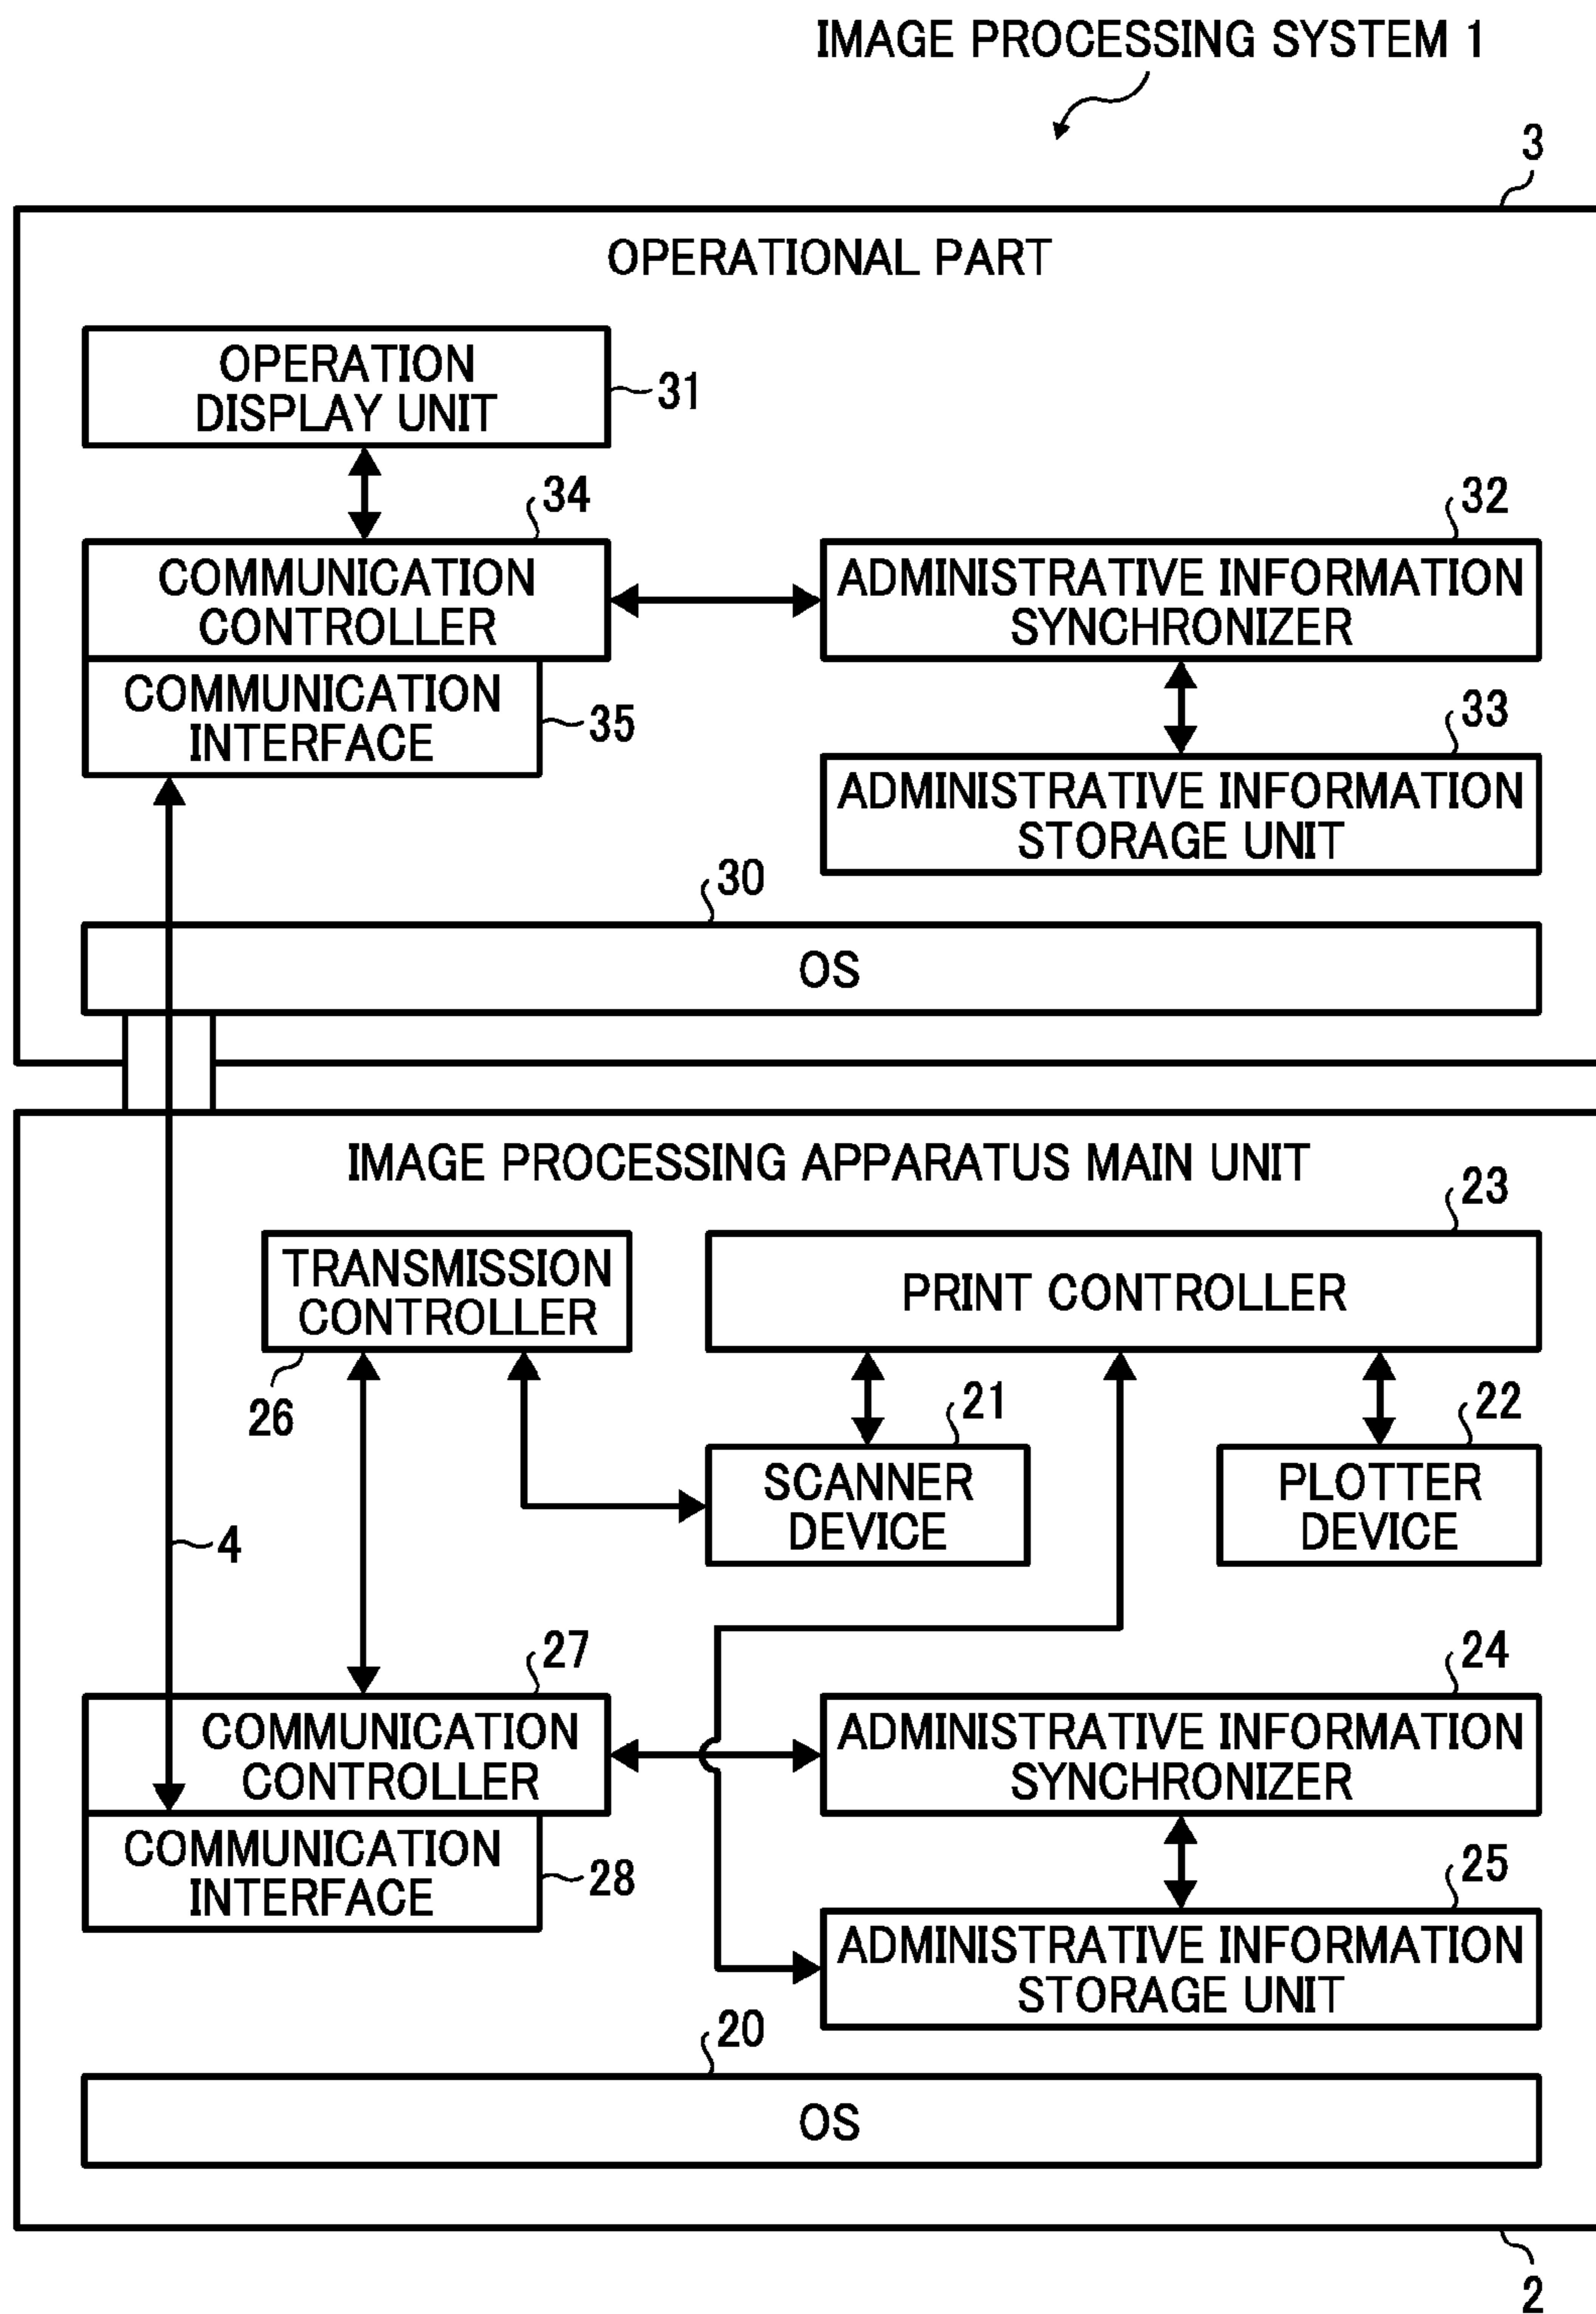 IMAGE PROCESSING SYSTEM 1
3
OPERATIONAL PART
OPERATION
DISPLAY UNIT
31
34
COMMUNICATION
CONTROLLER
32
ADMINISTRATIVE INFORMATION
SYNCHRONIZER
COMMUNICATION
INTERFACE
35
33
ADMINISTRATIVE INFORMATION
STORAGE UNIT
30
OS
IMAGE PROCESSING APPARATUS MAIN UNIT
TRANSMISSION
CONTROLLER
26
23
PRINT CONTROLLER
21
SCANNER
DEVICE
22
PLOTTER
DEVICE
4
27
COMMUNICATION
CONTROLLER
24
ADMINISTRATIVE INFORMATION
SYNCHRONIZER
COMMUNICATION
INTERFACE
28
25
ADMINISTRATIVE INFORMATION
STORAGE UNIT
20
OS
2